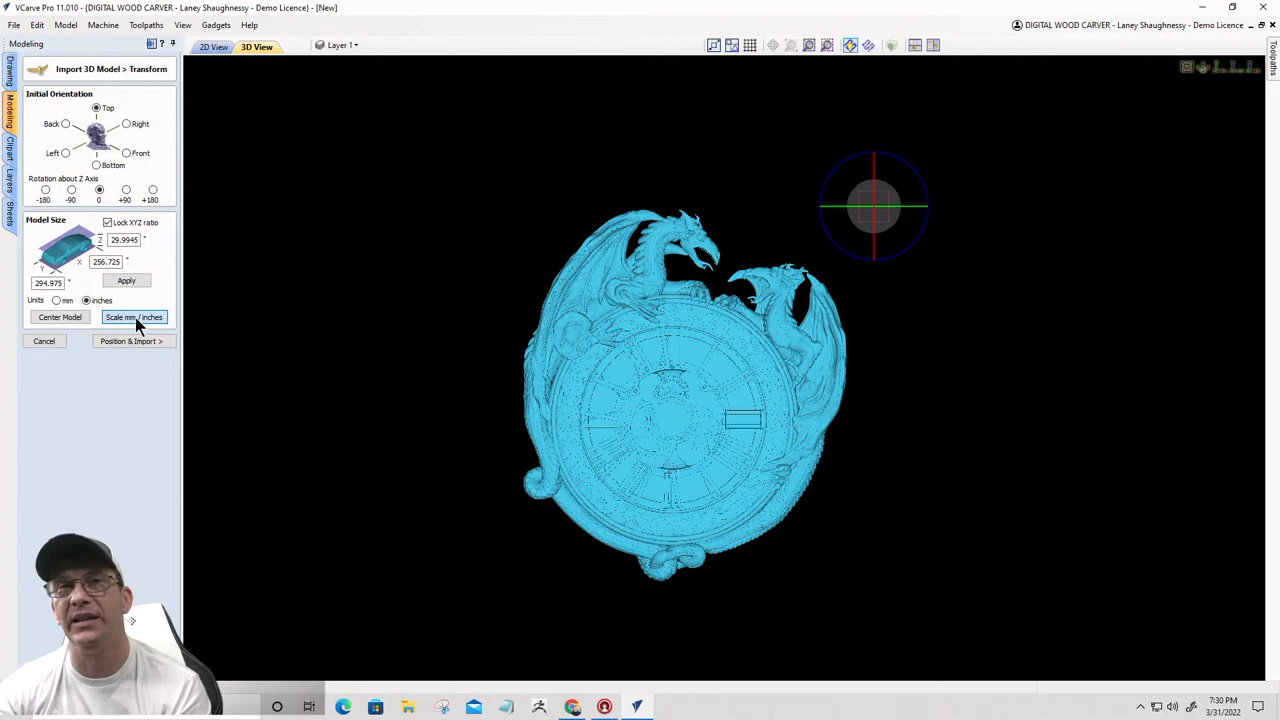 VCarve Pro 11.010 - {DIGITAL WOOD CARVER - Laney Shaughnessy - Demo Licence} - [New]
File Edit Model Machine Toolpaths View Gadgets Help
DIGITAL WOOD CARVER - Laney Shaughnessy - Demo Licence
Modeling
2D View
3D View
Layer 1
Drawing
Modeling
Clipart
Layers
Sheets
Toolpaths
Import 3D Model > Transform
Initial Orientation
Top
Back
Right
Left
Front
Bottom
Rotation about Z Axis
-180 -90 0 +90 +180
Model Size
Lock XYZ ratio
Z 29.9945 "
X 256.725 "
Y
294.975 "
Apply
Units mm inches
Center Model
Scale mm / inches
Cancel
Position & Import >
7:30 PM
3/31/2022